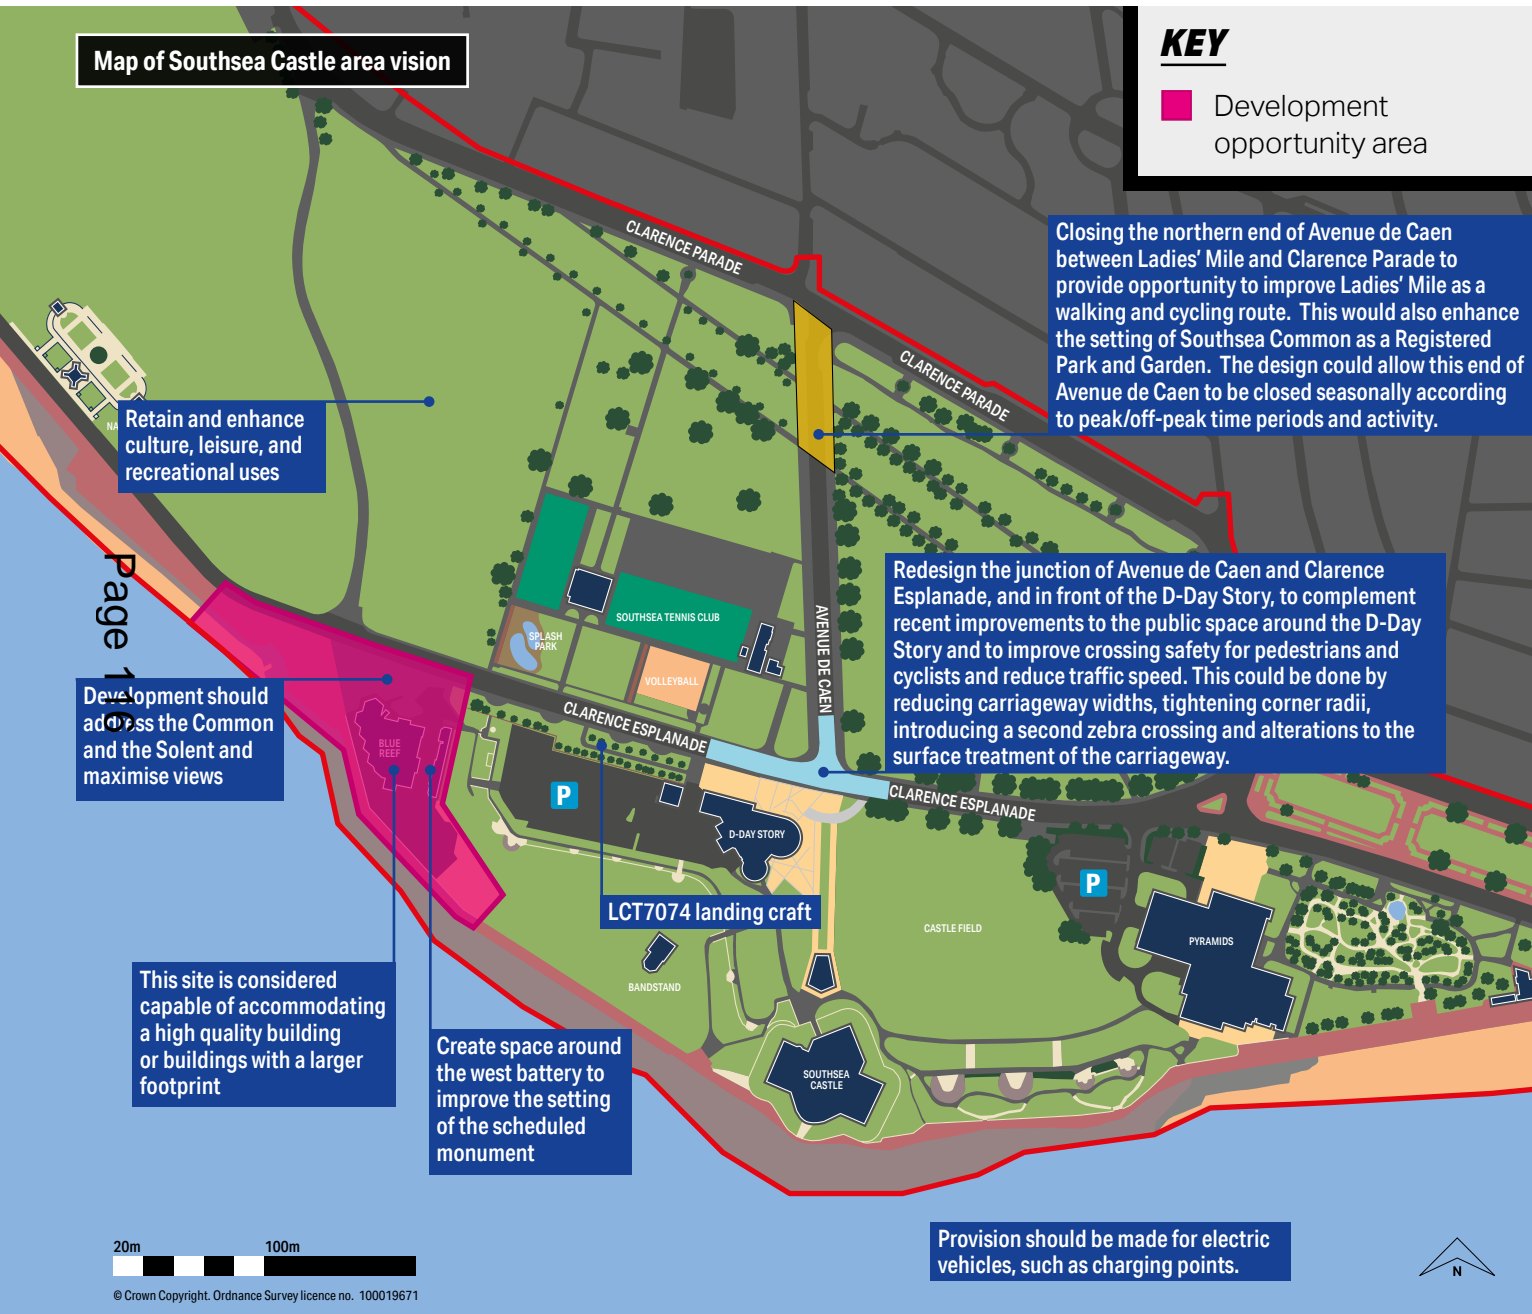 Map of Southsea Castle area vision
KEY
Development
opportunity area
CLARENCE PARADE
Closing the northern end of Avenue de Caen
between Ladies' Mile and Clarence Parade to
provide opportunity to improve Ladies' Mile as a
walking and cycling route. This would also enhance
the setting of Southsea Common as a Registered
Park and Garden. The design could allow this end of
Avenue de Caen to be closed seasonally according
to peak/off-peak time periods and activity.
CLARENCE PARADE
NA
Retain and enhance
culture, leisure, and
recreational uses
Page 116
Redesign the junction of Avenue de Caen and Clarence
Esplanade, and in front of the D-Day Story, to complement
recent improvements to the public space around the D-Day
Story and to improve crossing safety for pedestrians and
cyclists and reduce traffic speed. This could be done by
reducing carriageway widths, tightening corner radii,
introducing a second zebra crossing and alterations to the
surface treatment of the carriageway.
SOUTHSEA TENNIS CLUB
SPLASH
PARK
VOLLEYBALL
AVENUE DE CAEN
Development should
address the Common
and the Solent and
maximise views
BLUE
REEF
CLARENCE ESPLANADE
P
CLARENCE ESPLANADE
D-DAY STORY
P
LCT7074 landing craft
CASTLE FIELD
PYRAMIDS
BANDSTAND
This site is considered
capable of accommodating
a high quality building
or buildings with a larger
footprint
Create space around
the west battery to
improve the setting
of the scheduled
monument
SOUTHSEA
CASTLE
Provision should be made for electric
vehicles, such as charging points.
20m 100m
© Crown Copyright. Ordnance Survey licence no. 100019671
N